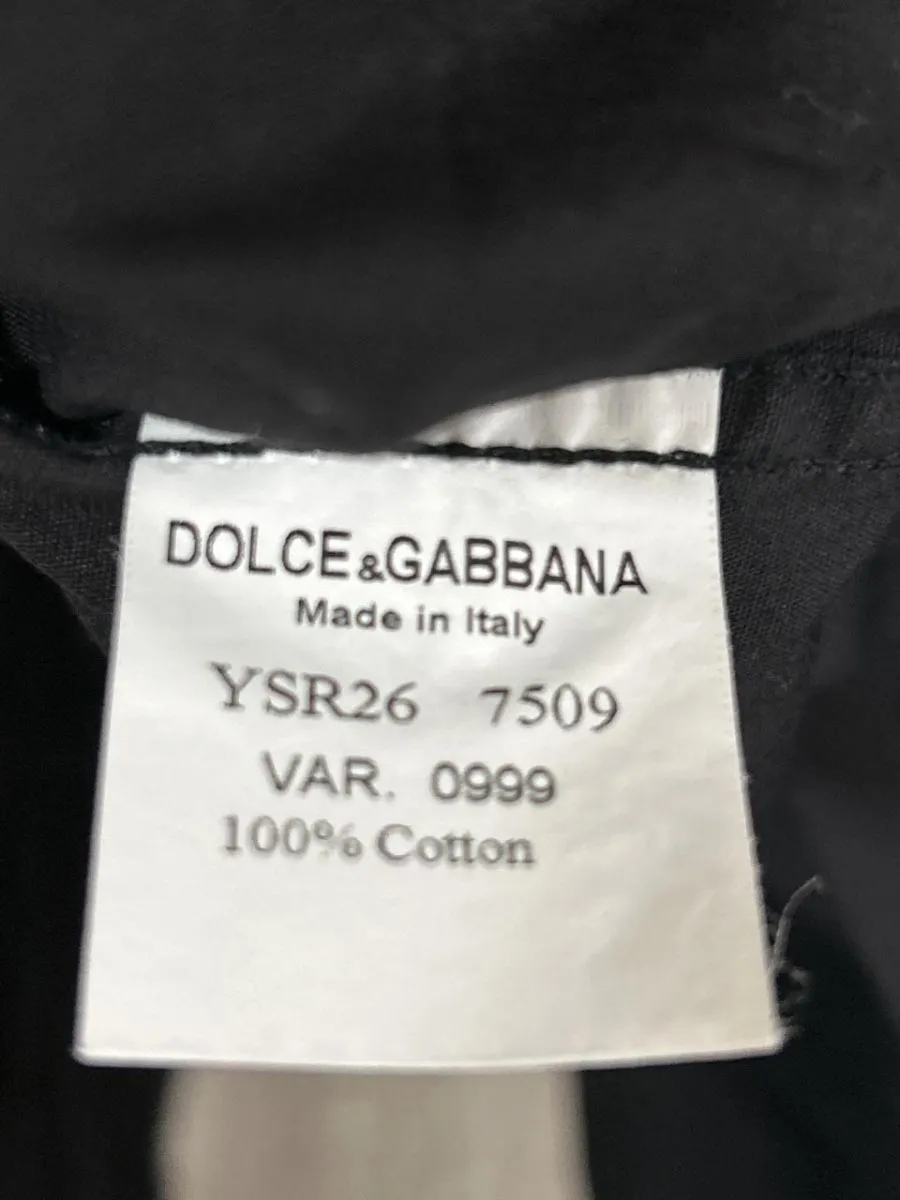 DOLCE&GABBANA
Made in Italy
YSR26 7509
VAR. 0999
100% Cotton